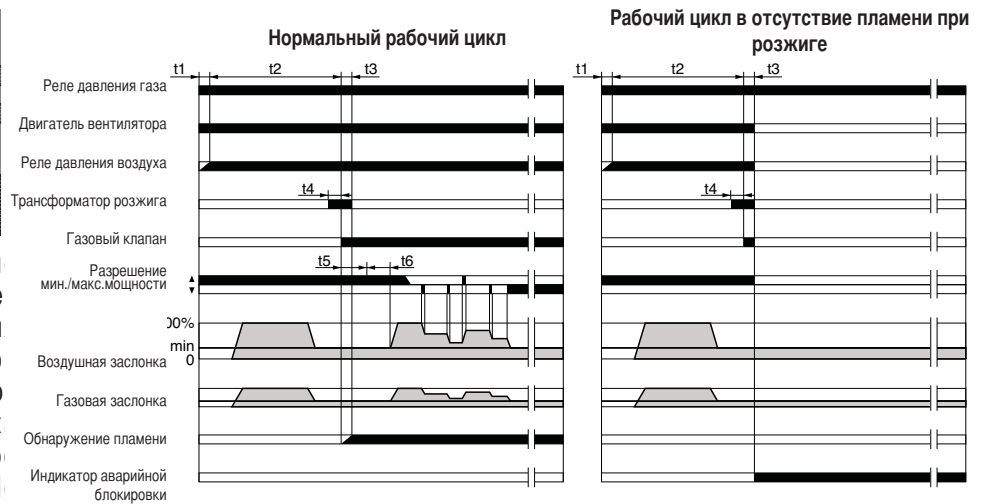 Нормальный рабочий цикл
Рабочий цикл в отсутствие пламени при
розжиге
t1 t2 t3
t1 t2 t3
Реле давления газа
Двигатель вентилятора
Реле давления воздуха
t4
t4
Трансформатор розжига
Газовый клапан
t5 t6
Разрешение
мин./макс.мощности
00%
min
0
Воздушная заслонка
Газовая заслонка
Обнаружение пламени
Индикатор аварийной
блокировки